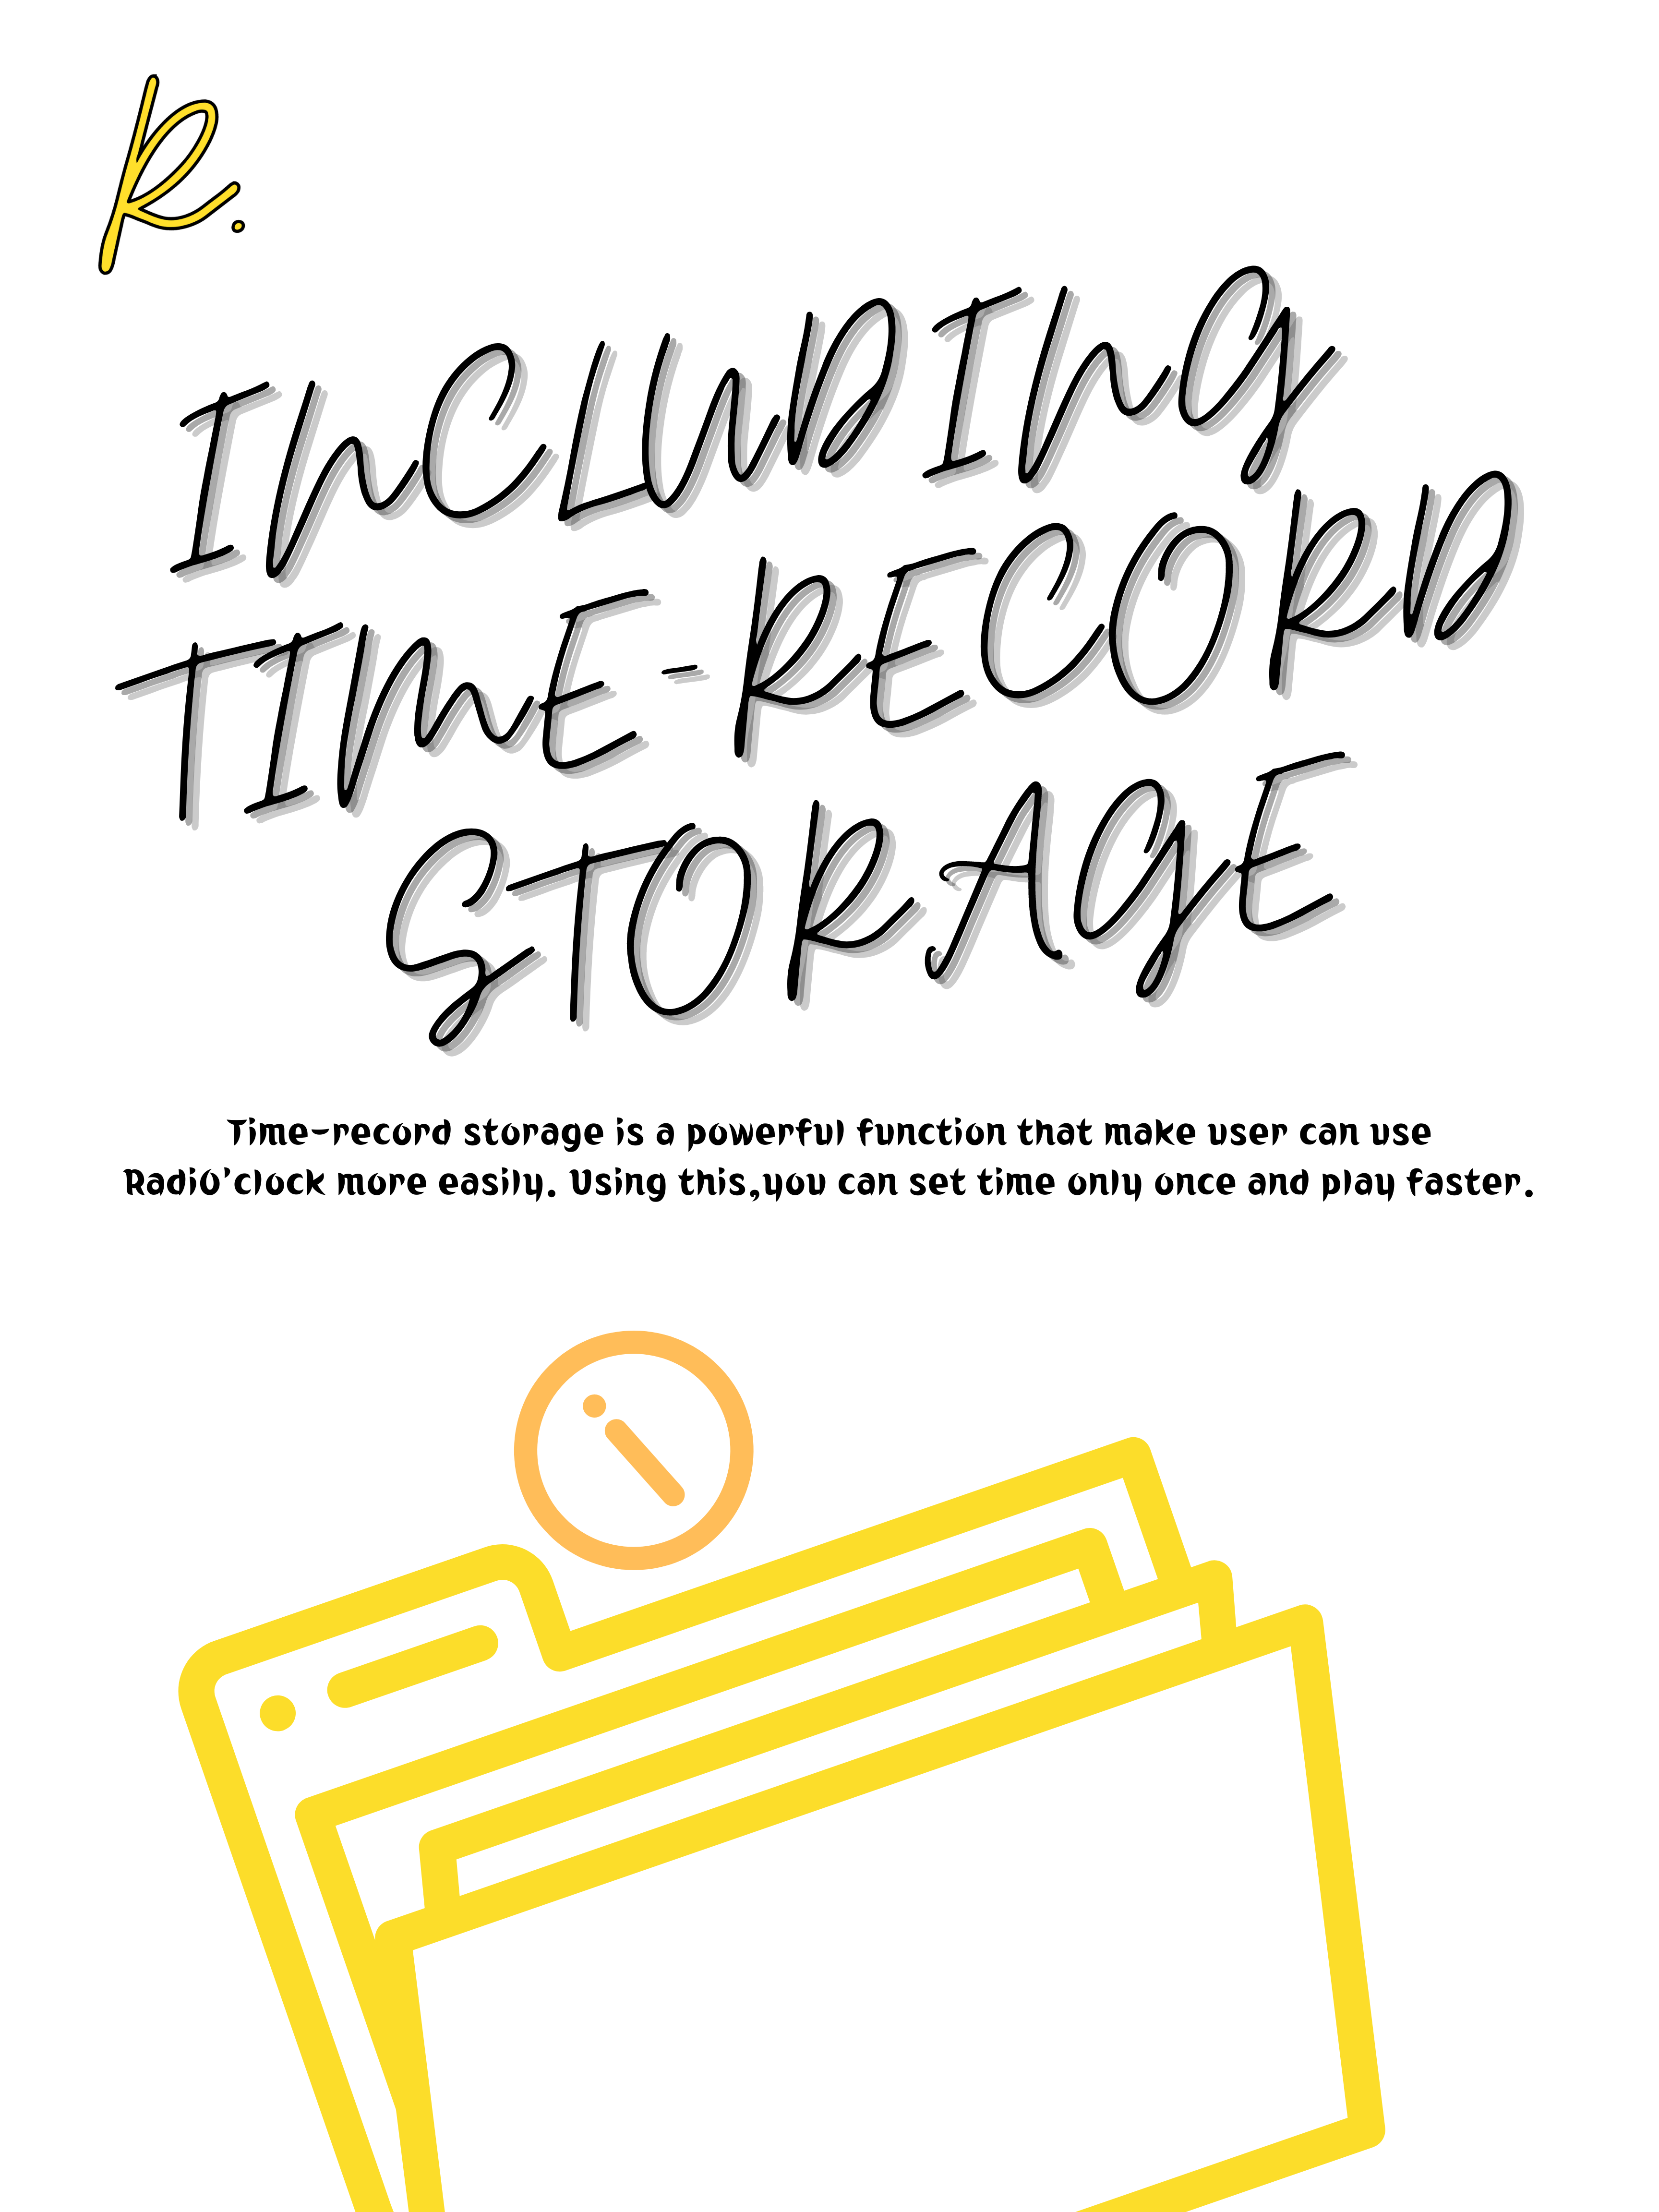 R.
INCLUDING
TIME-RECORD
STORAGE
Time-record storage is a powerful function that make user can use
Radio'clock more easily. Using this,you can set time only once and play faster.
i